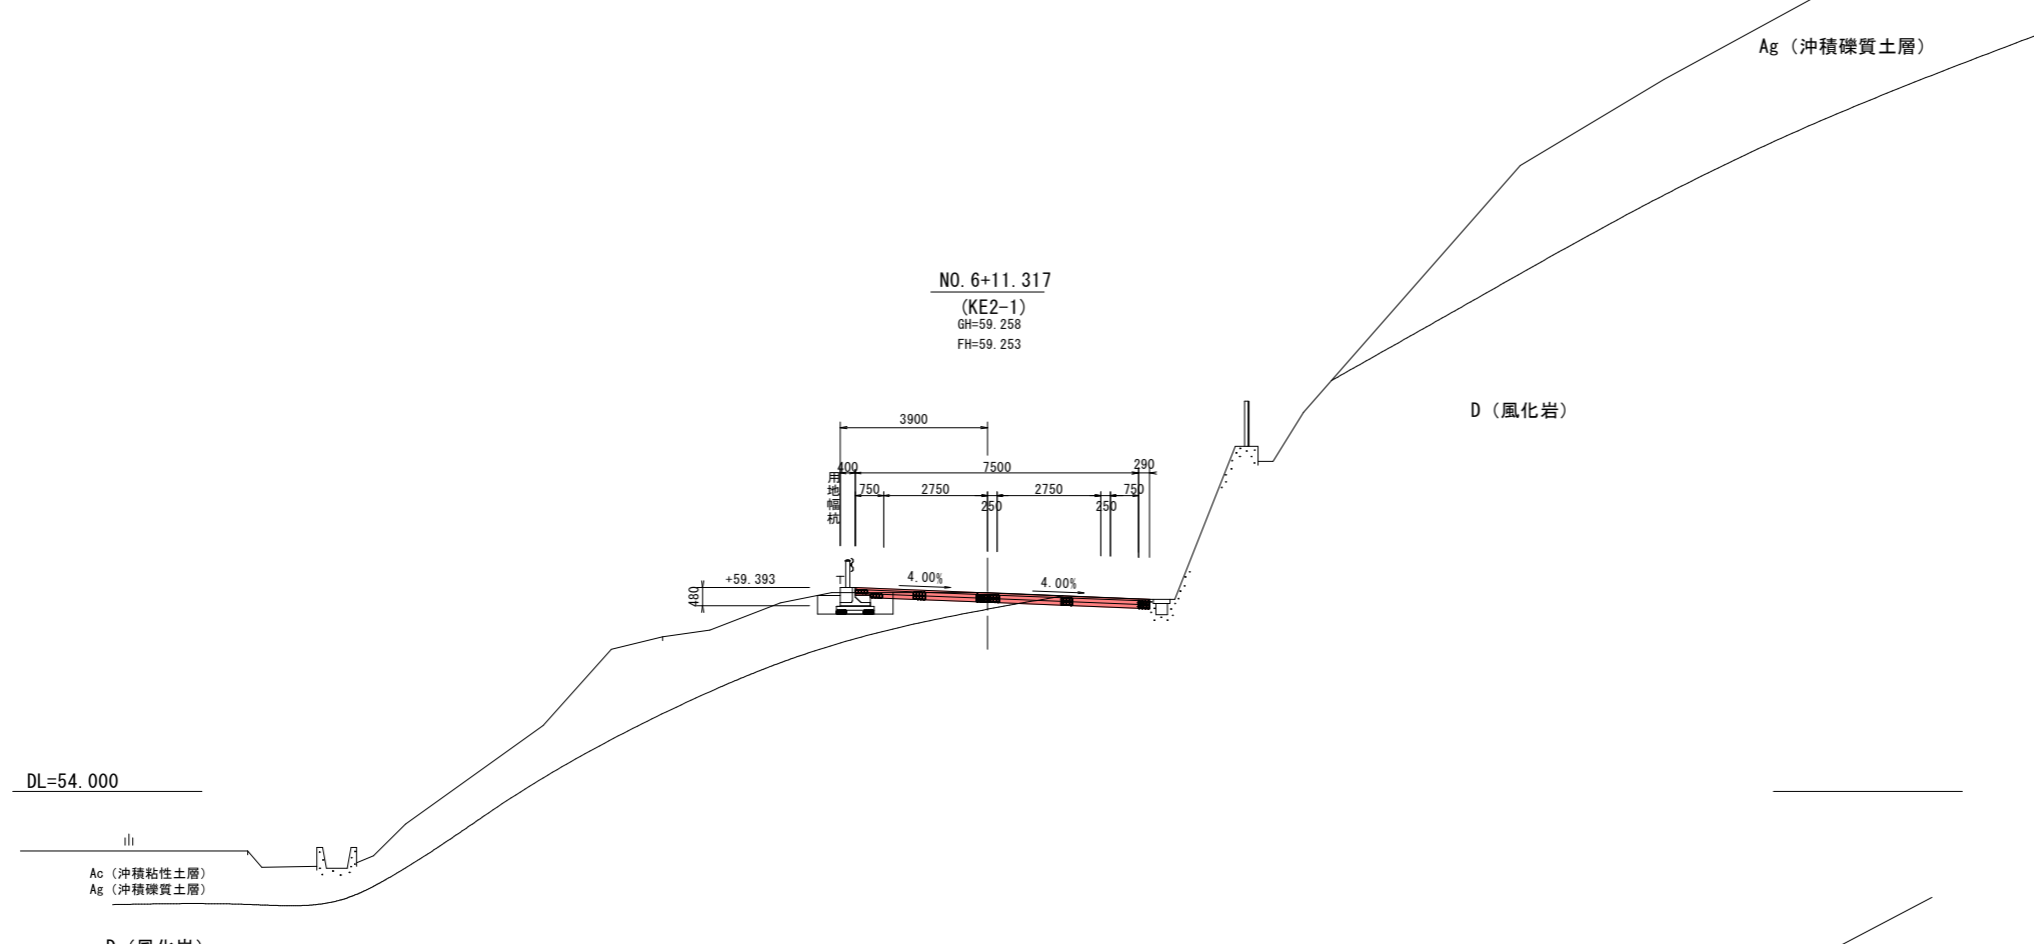 Ag（沖積礫質土層）
NO.6+11.317
(KE2-1)
GH=59.258
FH=59.253
D（風化岩）
3900
400
7500
290
用地幅杭
750
2750
250
2750
250
750
+59.393
480
4.00%
4.00%
DL=54.000
Ac（沖積粘性土層）
Ag（沖積礫質土層）
D（風化岩）